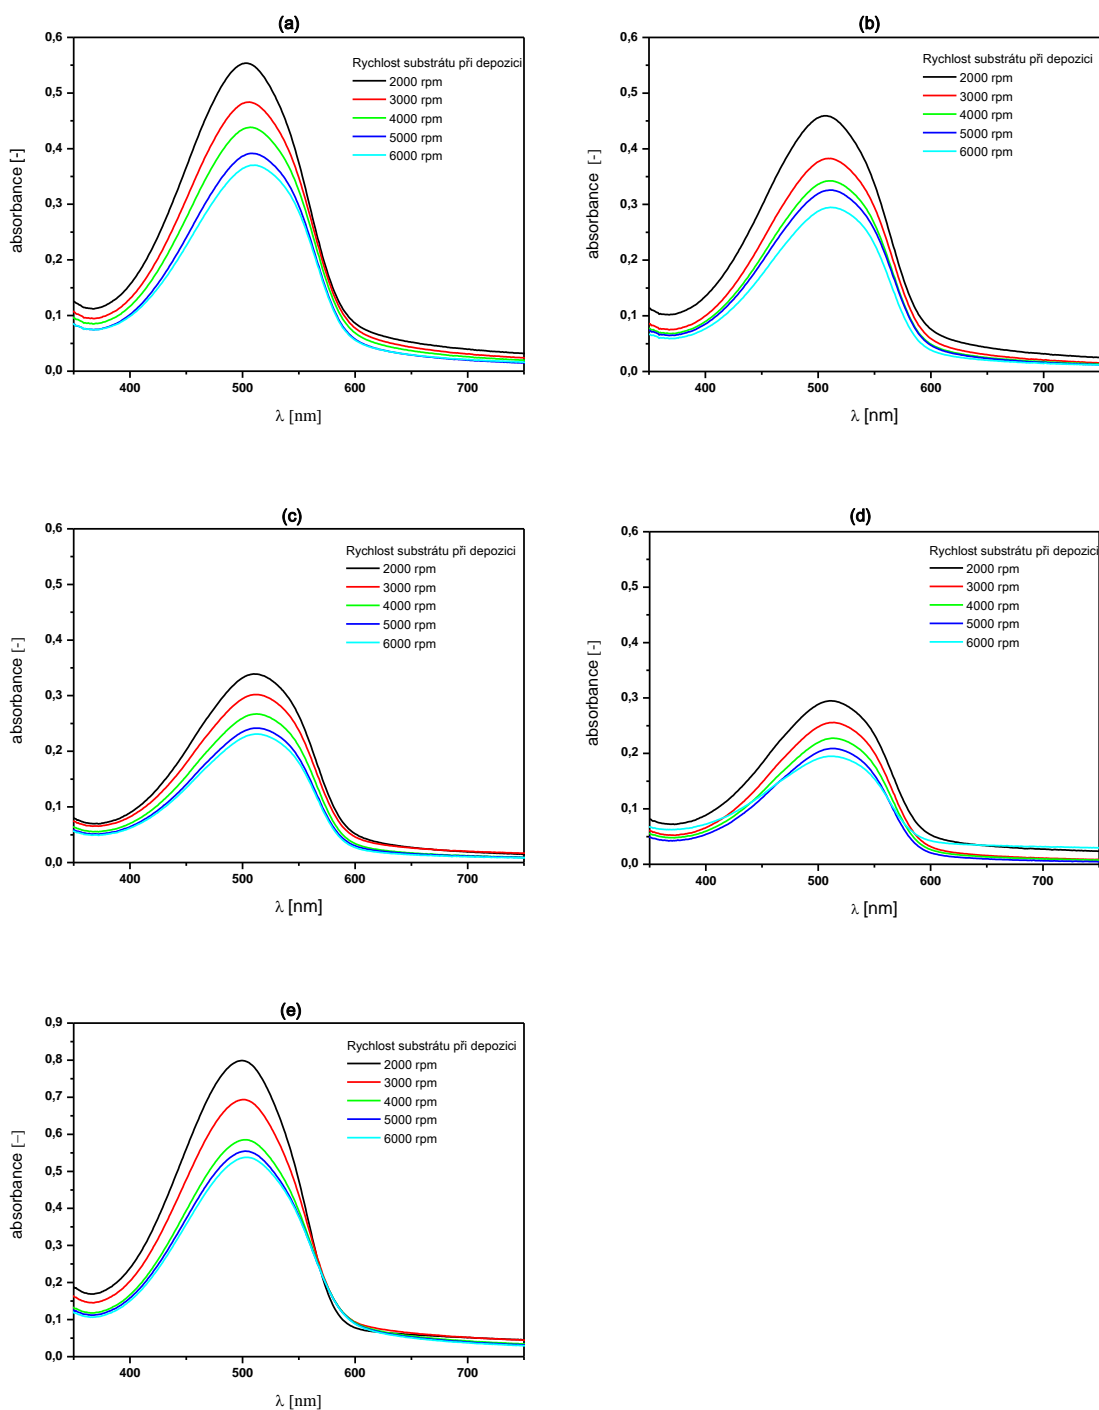 (a)
0,6
0,5
0,4
0,3
0,2
0,1
0,0
absorbance [-]
Rychlost substrátu při depozici
2000 rpm
3000 rpm
4000 rpm
5000 rpm
6000 rpm
400 500 600 700
λ [nm]
(b)
0,6
0,5
0,4
0,3
0,2
0,1
0,0
absorbance [-]
Rychlost substrátu při depozici
2000 rpm
3000 rpm
4000 rpm
5000 rpm
6000 rpm
400 500 600 700
λ [nm]
(c)
0,6
0,5
0,4
0,3
0,2
0,1
0,0
absorbance [-]
Rychlost substrátu při depozici
2000 rpm
3000 rpm
4000 rpm
5000 rpm
6000 rpm
400 500 600 700
λ [nm]
(d)
0,6
0,5
0,4
0,3
0,2
0,1
0,0
absorbance [-]
Rychlost substrátu při depozici
2000 rpm
3000 rpm
4000 rpm
5000 rpm
6000 rpm
400 500 600 700
λ [nm]
(e)
0,9
0,8
0,7
0,6
0,5
0,4
0,3
0,2
0,1
0,0
absorbance [−]
Rychlost substrátu při depozici
2000 rpm
3000 rpm
4000 rpm
5000 rpm
6000 rpm
400 500 600 700
λ [nm]